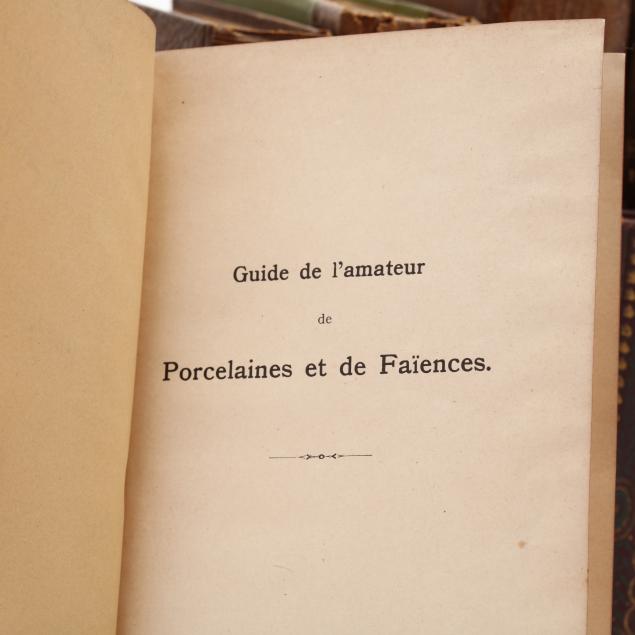 Guide de l'amateur
de
Porcelaines et de Faïences.